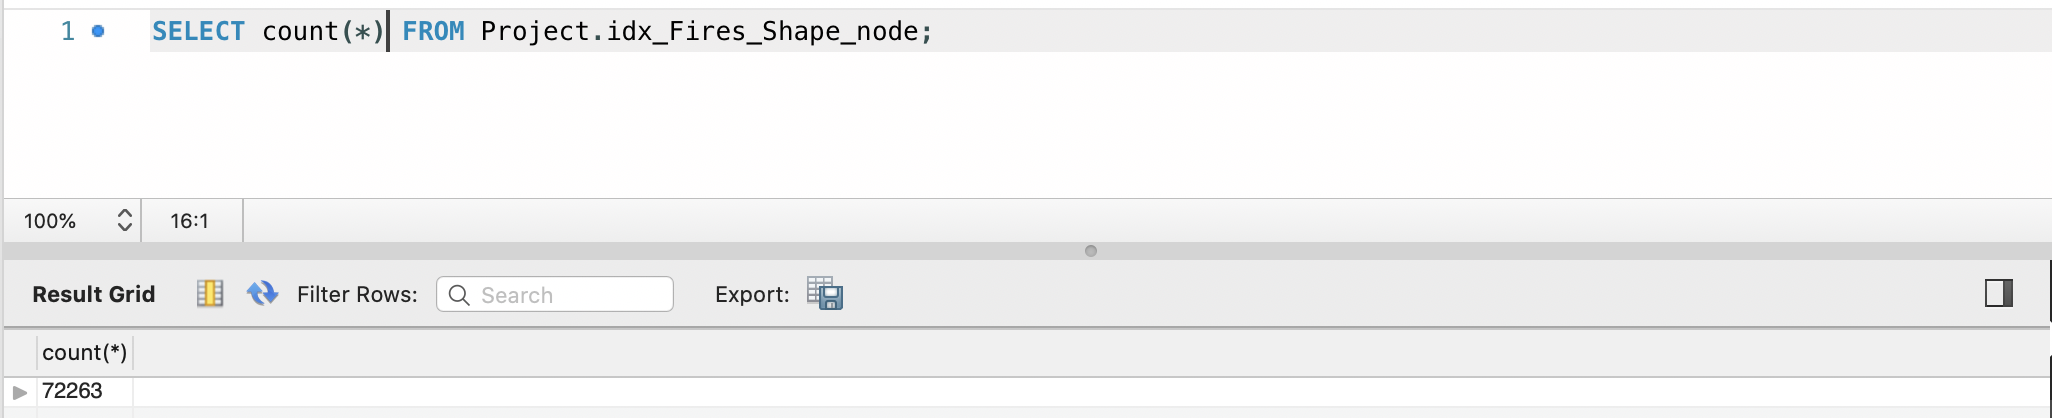 1 SELECT count(*) FROM Project.idx_Fires_Shape_node;
100% 16:1
Result Grid Filter Rows: Search Export:
count(*)
72263